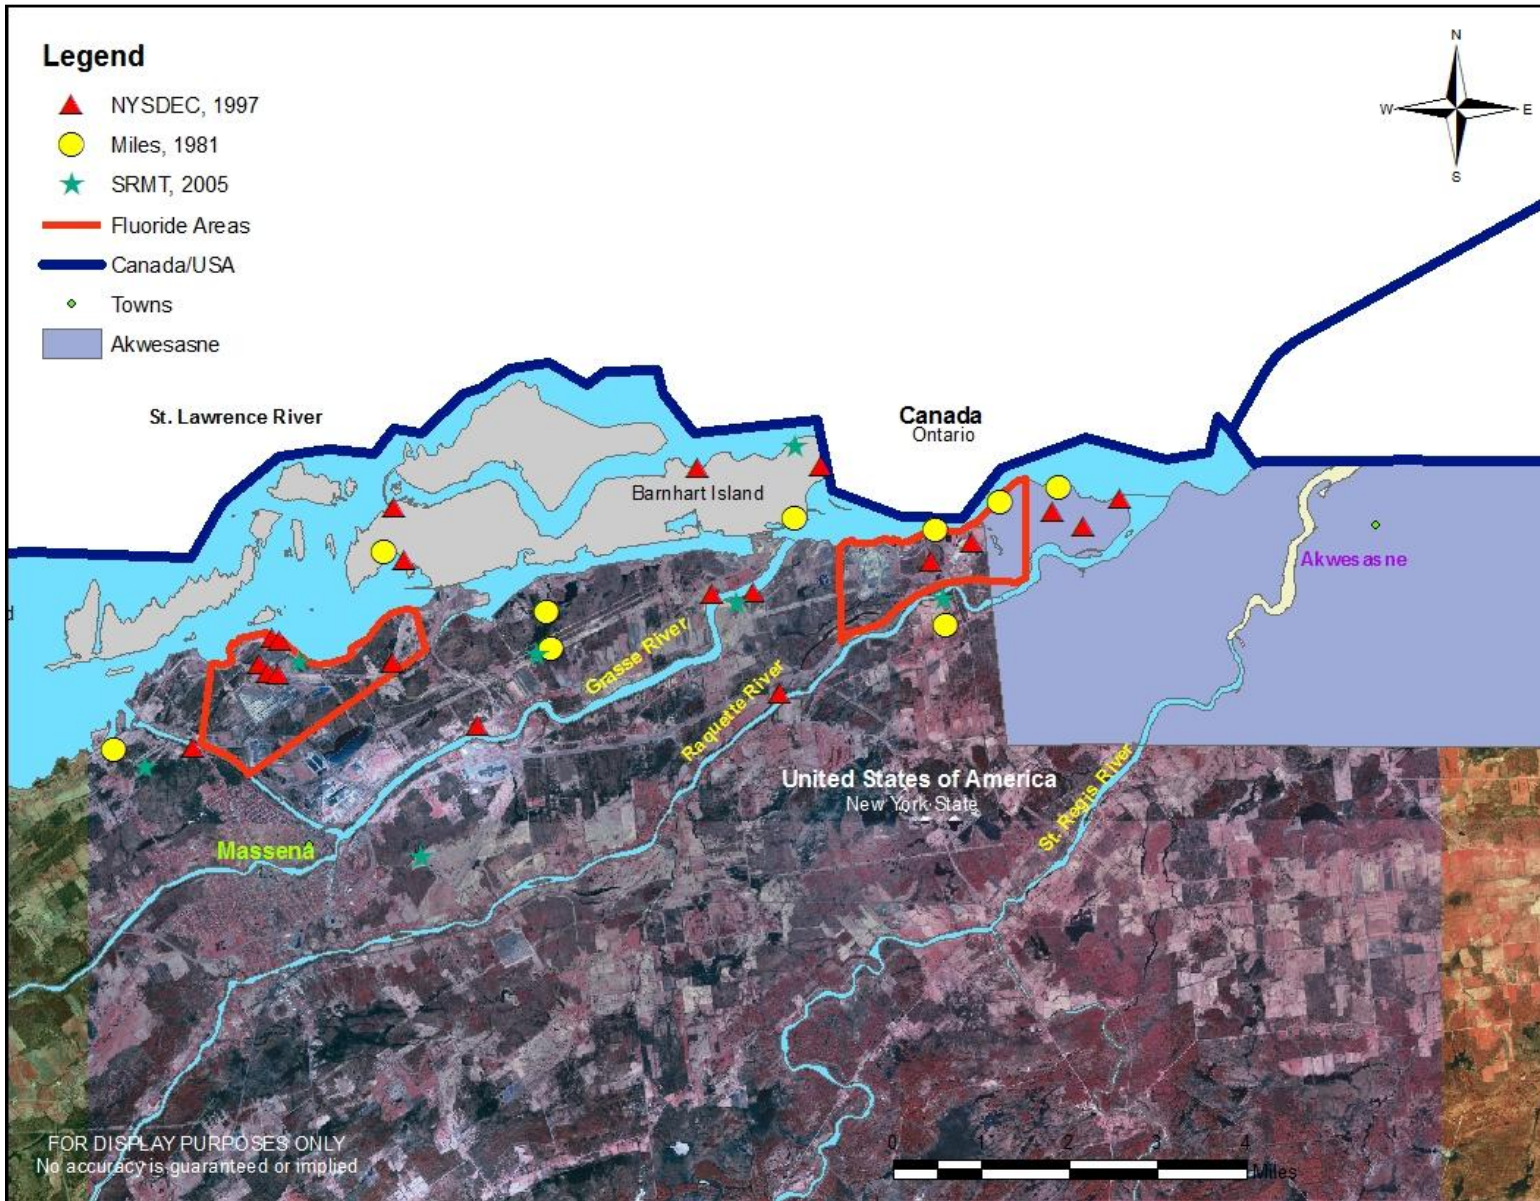 Legend
NYSDEC, 1997
Miles, 1981
SRMT, 2005
Fluoride Areas
Canada/USA
Towns
Akwesasne
N
W
E
S
St. Lawrence River
Canada
Ontario
Barnhart Island
Akwesasne
Grasse River
Raquette River
United States of America
New York State
St. Regis River
Massena
FOR DISPLAY PURPOSES ONLY
No accuracy is guaranteed or implied
0 1 2 3 4
Miles